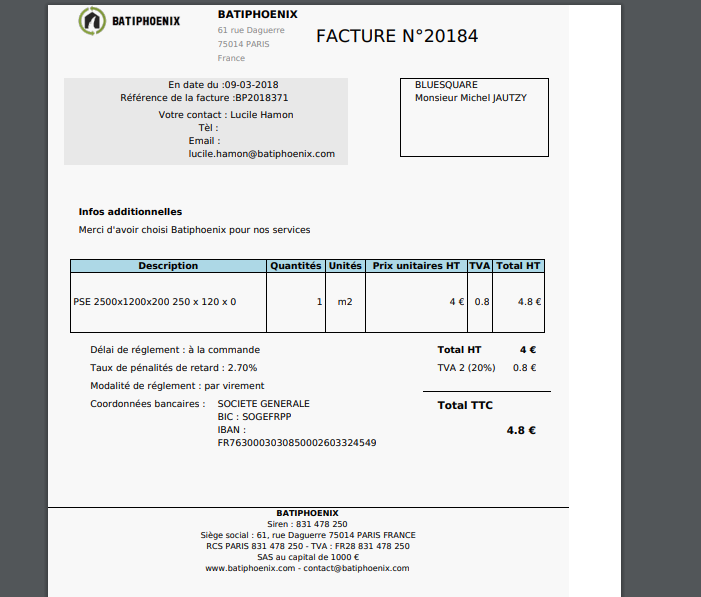 BATIPHOENIX
BATIPHOENIX
61 rue Daguerre
75014 PARIS
France
FACTURE N°20184
En date du :09-03-2018
Référence de la facture :BP2018371
Votre contact : Lucile Hamon
Tèl :
Email :
lucile.hamon@batiphoenix.com
BLUESQUARE
Monsieur Michel JAUTZY
Infos additionnelles
Merci d'avoir choisi Batiphoenix pour nos services
Description Quantités Unités Prix unitaires HT TVA Total HT
PSE 2500x1200x200 250 x 120 x 0 1 m2 4 € 0.8 4.8 €
Délai de réglement : à la commande
Taux de pénalités de retard : 2.70%
Modalité de réglement : par virement
Coordonnées bancaires : SOCIETE GENERALE
BIC : SOGEFRPP
IBAN :
FR7630003030850002603324549
Total HT 4 €
TVA 2 (20%) 0.8 €
Total TTC
4.8 €
BATIPHOENIX
Siren : 831 478 250
Siège social : 61, rue Daguerre 75014 PARIS FRANCE
RCS PARIS 831 478 250 - TVA : FR28 831 478 250
SAS au capital de 1000 €
www.batiphoenix.com - contact@batiphoenix.com